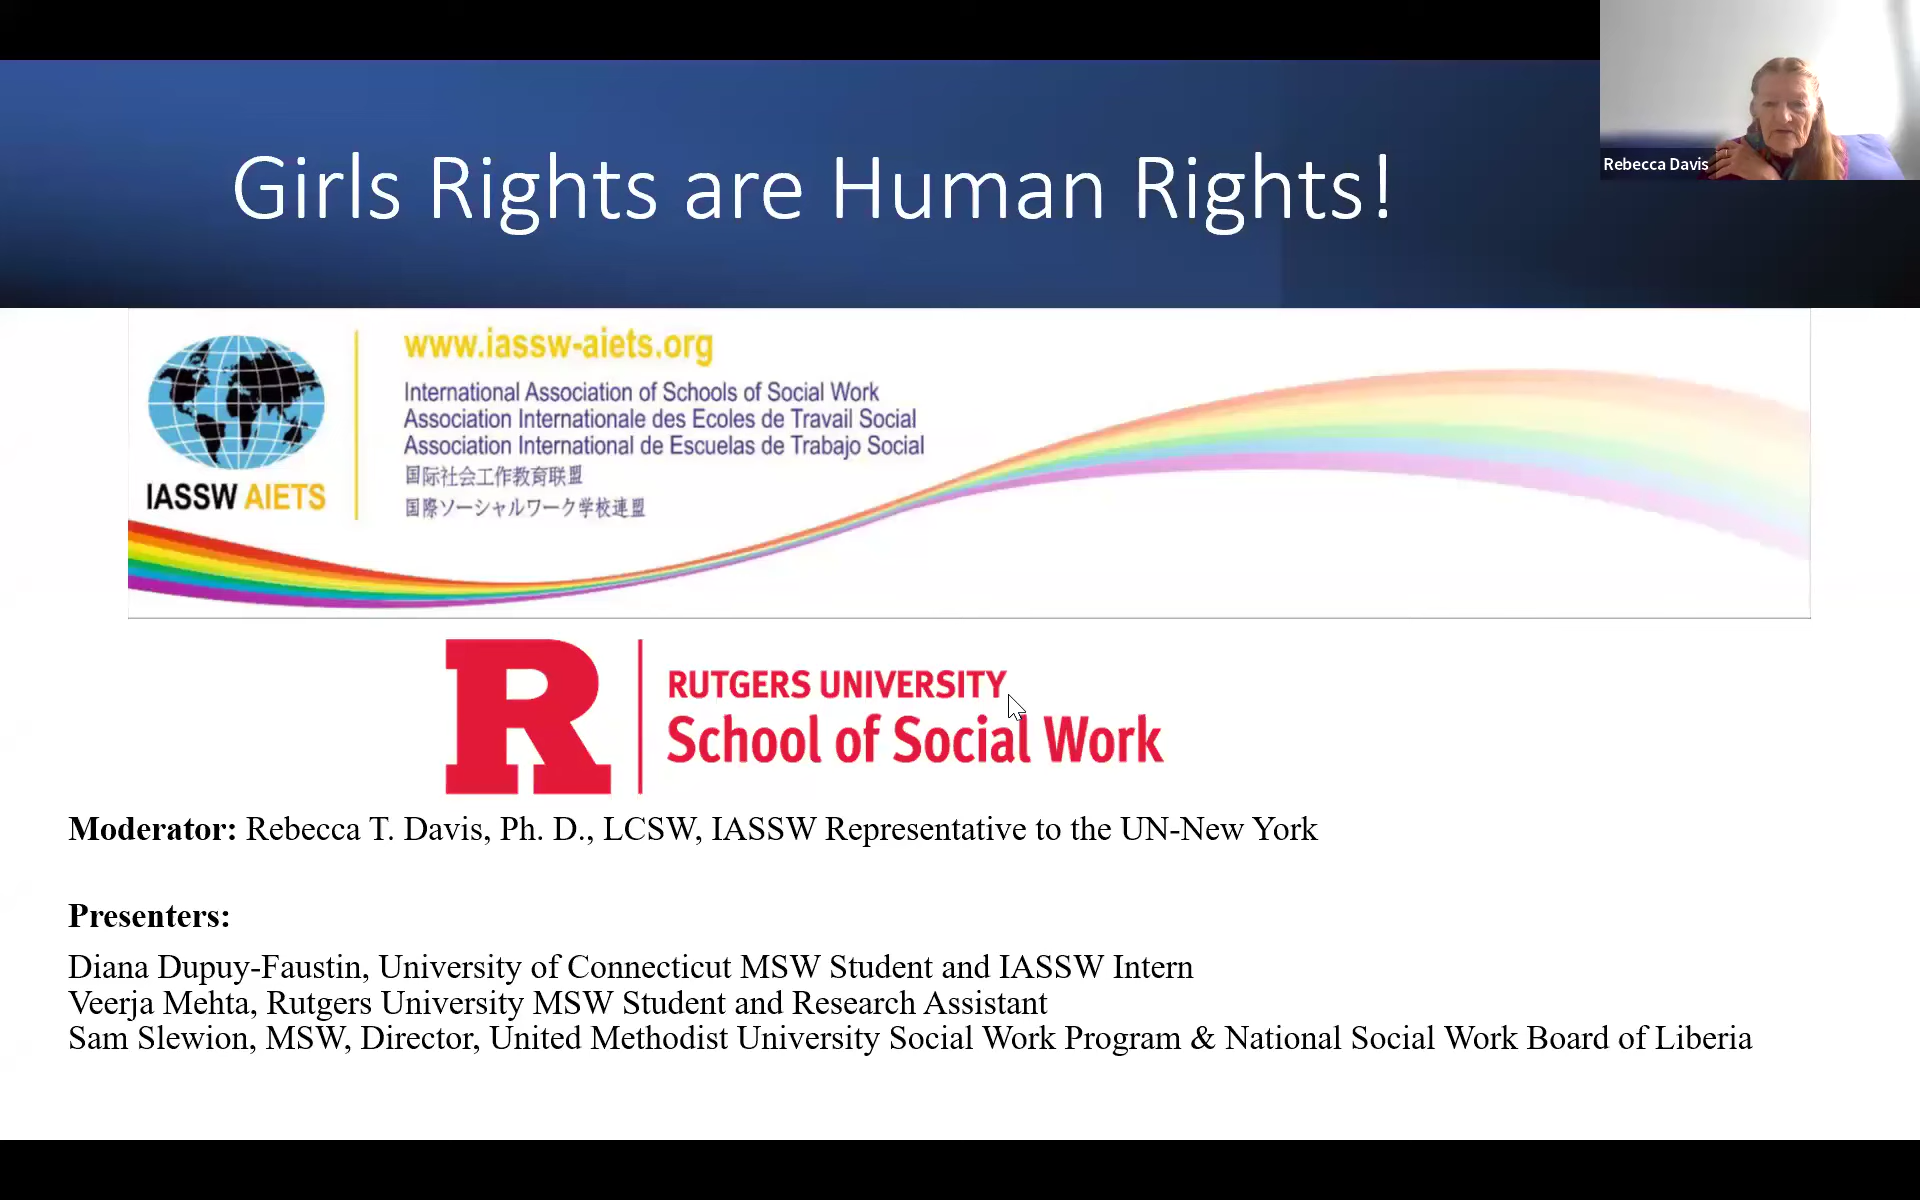 Girls Rights are Human Rights!
Rebecca Davis
www.iassw-aiets.org
International Association of Schools of Social Work
Association Internationale des Ecoles de Travail Social
Association International de Escuelas de Trabajo Social
国际社会工作教育联盟
国際ソーシャルワーク学校連盟
IASSW AIETS
R
RUTGERS UNIVERSITY
School of Social Work
Moderator: Rebecca T. Davis, Ph. D., LCSW, IASSW Representative to the UN-New York
Presenters:
Diana Dupuy-Faustin, University of Connecticut MSW Student and IASSW Intern
Veerja Mehta, Rutgers University MSW Student and Research Assistant
Sam Slewion, MSW, Director, United Methodist University Social Work Program & National Social Work Board of Liberia